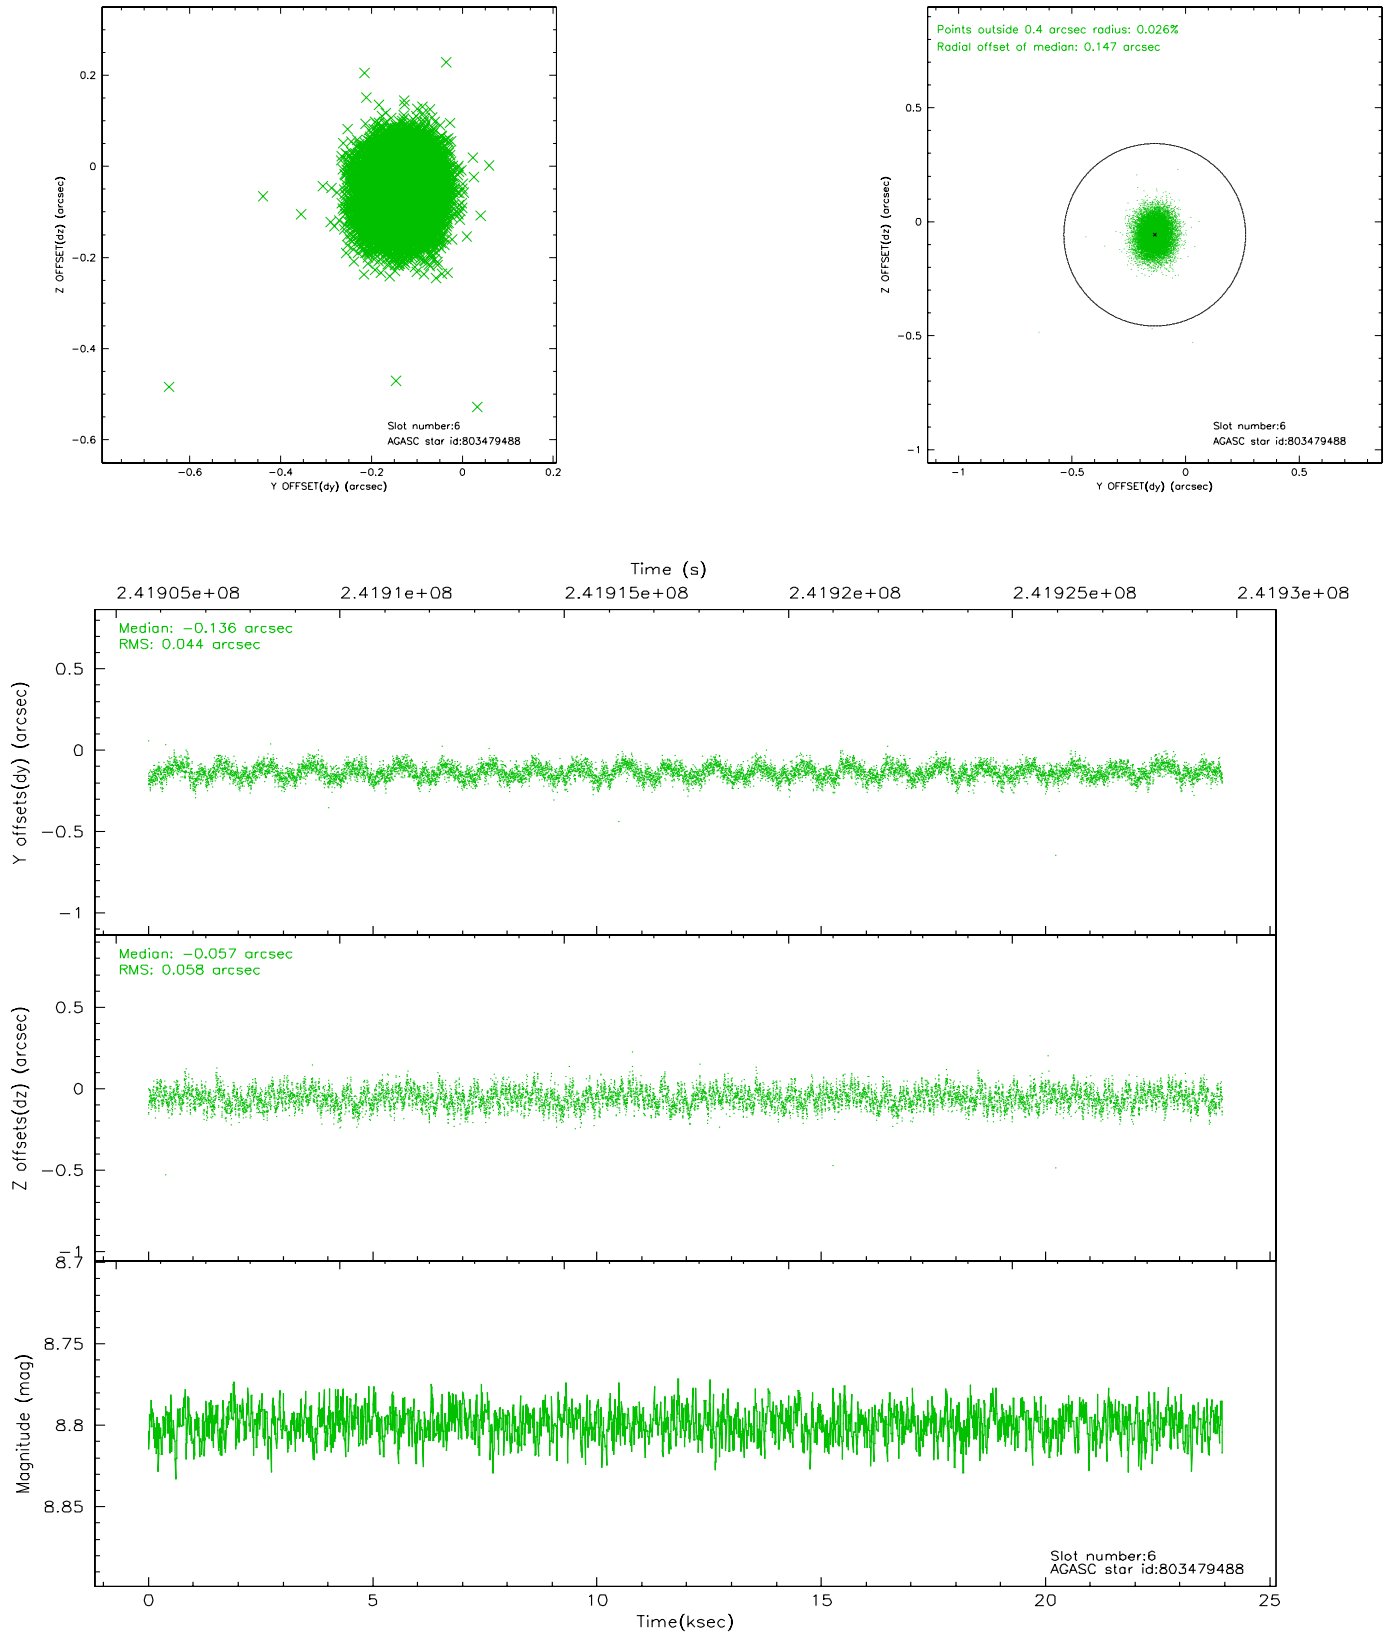 0.2
0
−0.2
−0.4
−0.6
Z OFFSET(dz) (arcsec)
Slot number:6
AGASC star id:803479488
−0.6
−0.4
−0.2
0
0.2
Y OFFSET(dy) (arcsec)
Points outside 0.4 arcsec radius: 0.026%
Radial offset of median: 0.147 arcsec
0.5
0
−0.5
−1
Z OFFSET(dz) (arcsec)
Slot number:6
AGASC star id:803479488
−1
−0.5
0
0.5
Y OFFSET(dy) (arcsec)
Time (s)
2.41905e+08
2.4191e+08
2.41915e+08
2.4192e+08
2.41925e+08
2.4193e+08
Median: −0.136 arcsec
RMS: 0.044 arcsec
0.5
0
−0.5
−1
Y offsets(dy) (arcsec)
Median: −0.057 arcsec
RMS: 0.058 arcsec
0.5
0
−0.5
−1
Z offsets(dz) (arcsec)
8.7
8.75
8.8
8.85
Magnitude (mag)
Slot number:6
AGASC star id:803479488
0
5
10
15
20
25
Time(ksec)